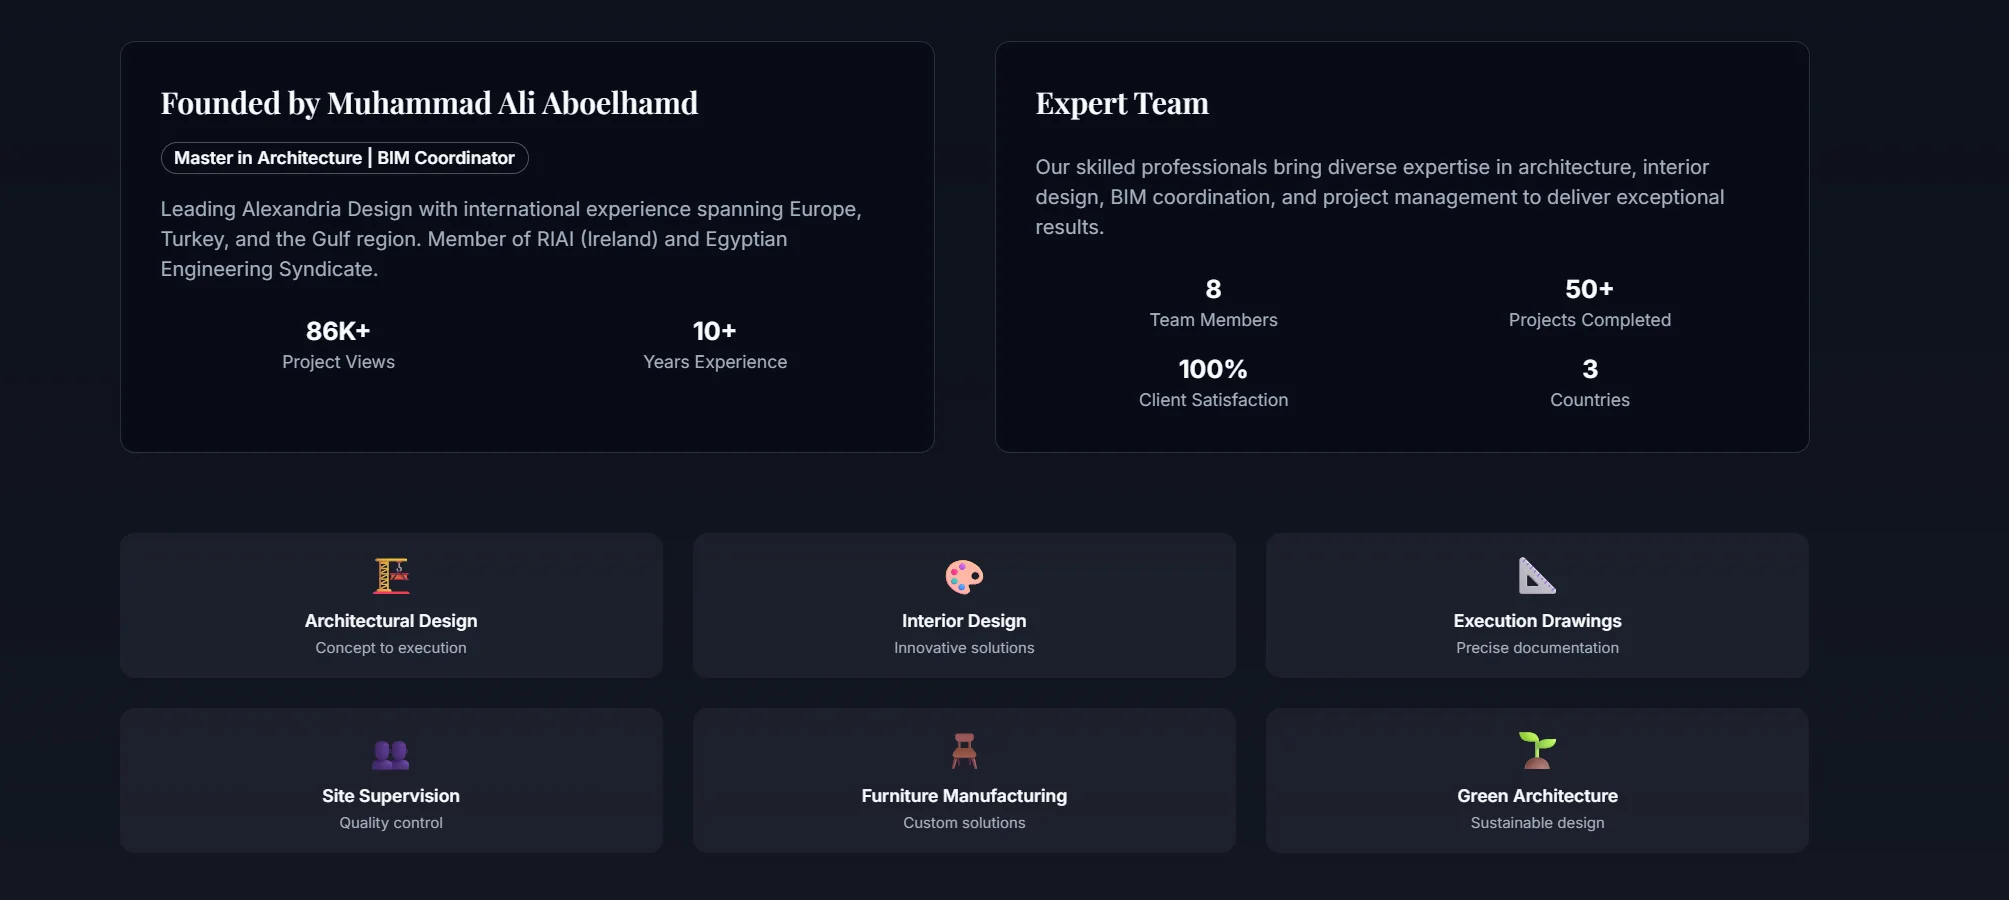 Founded by Muhammad Ali Aboelhamd
Master in Architecture | BIM Coordinator
Leading Alexandria Design with international experience spanning Europe,
Turkey, and the Gulf region. Member of RIAI (Ireland) and Egyptian
Engineering Syndicate.
86K+
Project Views
10+
Years Experience
Expert Team
Our skilled professionals bring diverse expertise in architecture, interior
design, BIM coordination, and project management to deliver exceptional
results.
8
Team Members
50+
Projects Completed
100%
Client Satisfaction
3
Countries
Architectural Design
Concept to execution
Interior Design
Innovative solutions
Execution Drawings
Precise documentation
Site Supervision
Quality control
Furniture Manufacturing
Custom solutions
Green Architecture
Sustainable design